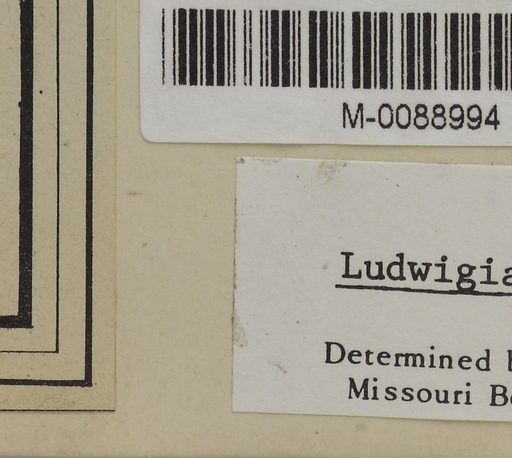 M-0088994
Ludwigia
Determined
Missouri